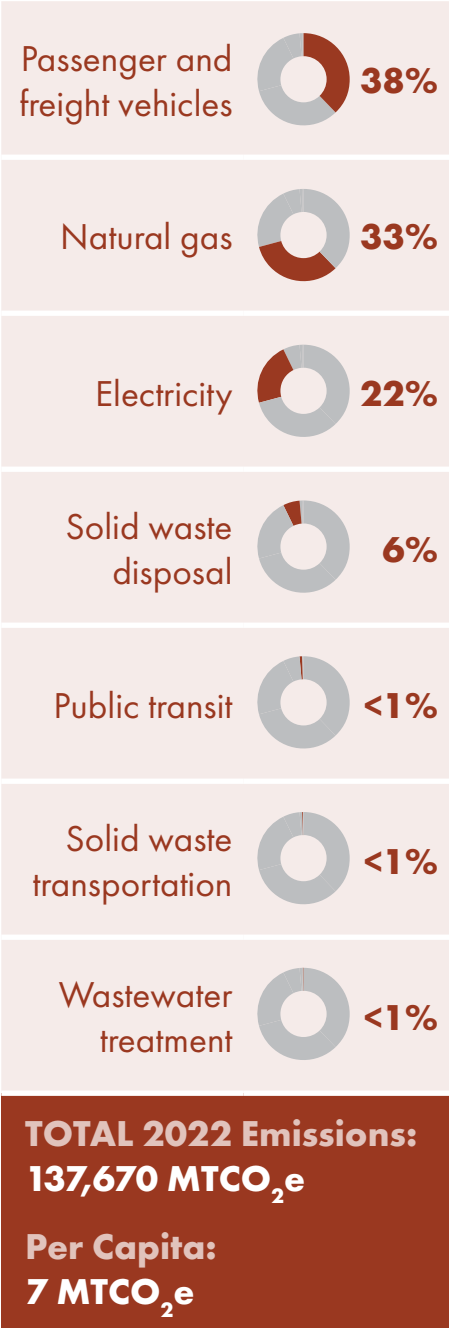 Passenger and
freight vehicles
38%
Natural gas
33%
Electricity
22%
Solid waste
disposal
6%
Public transit
<1%
Solid waste
transportation
<1%
Wastewater
treatment
<1%
TOTAL 2022 Emissions:
137,670 MTCO₂e
Per Capita:
7 MTCO₂e